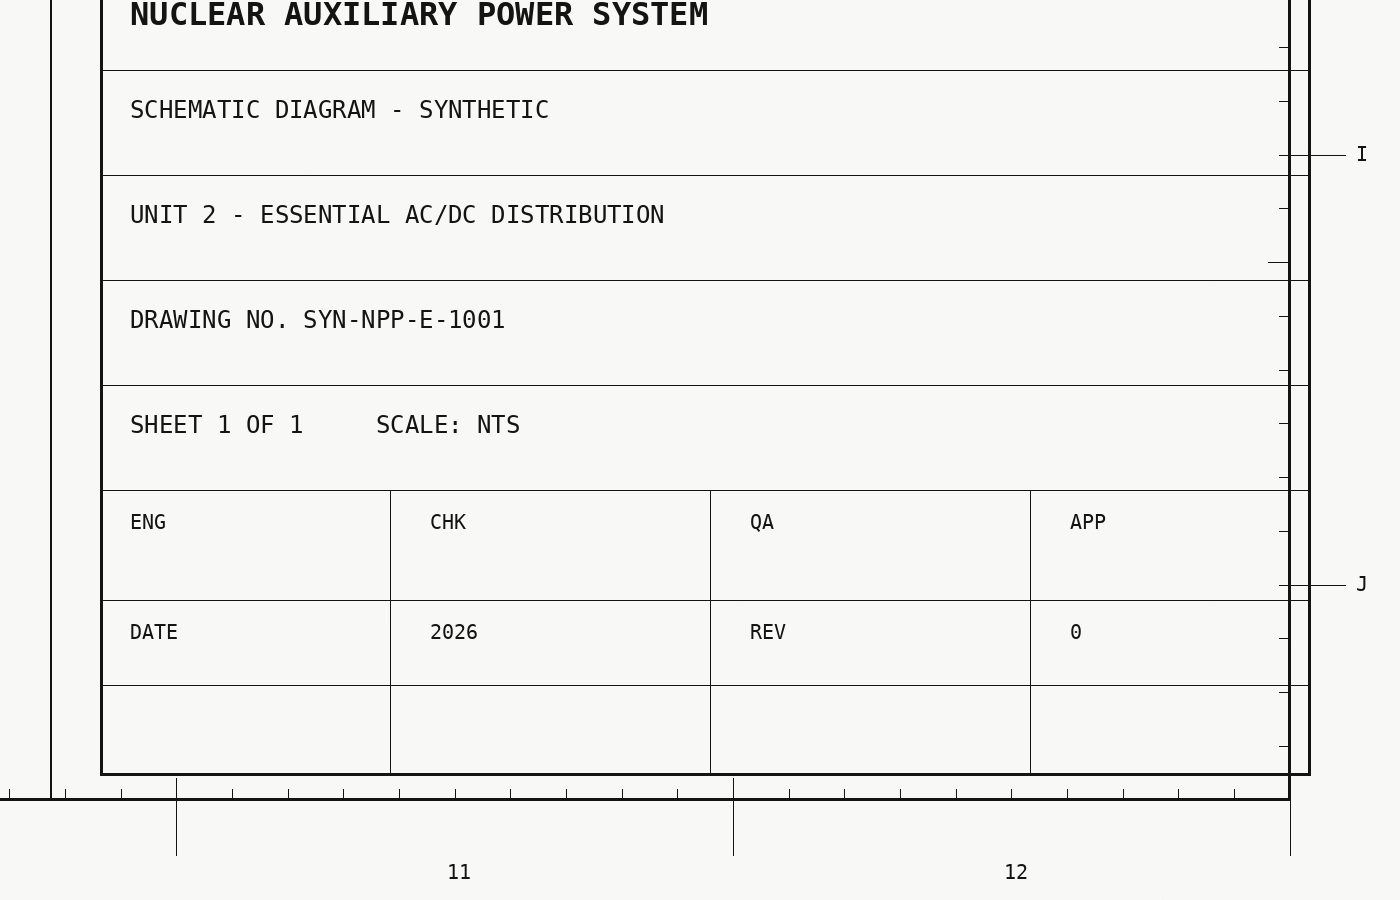 NUCLEAR AUXILIARY POWER SYSTEM
SCHEMATIC DIAGRAM - SYNTHETIC
I
UNIT 2 - ESSENTIAL AC/DC DISTRIBUTION
DRAWING NO. SYN-NPP-E-1001
SHEET 1 OF 1     SCALE: NTS
ENG CHK QA APP
J
DATE 2026 REV 0
11 12